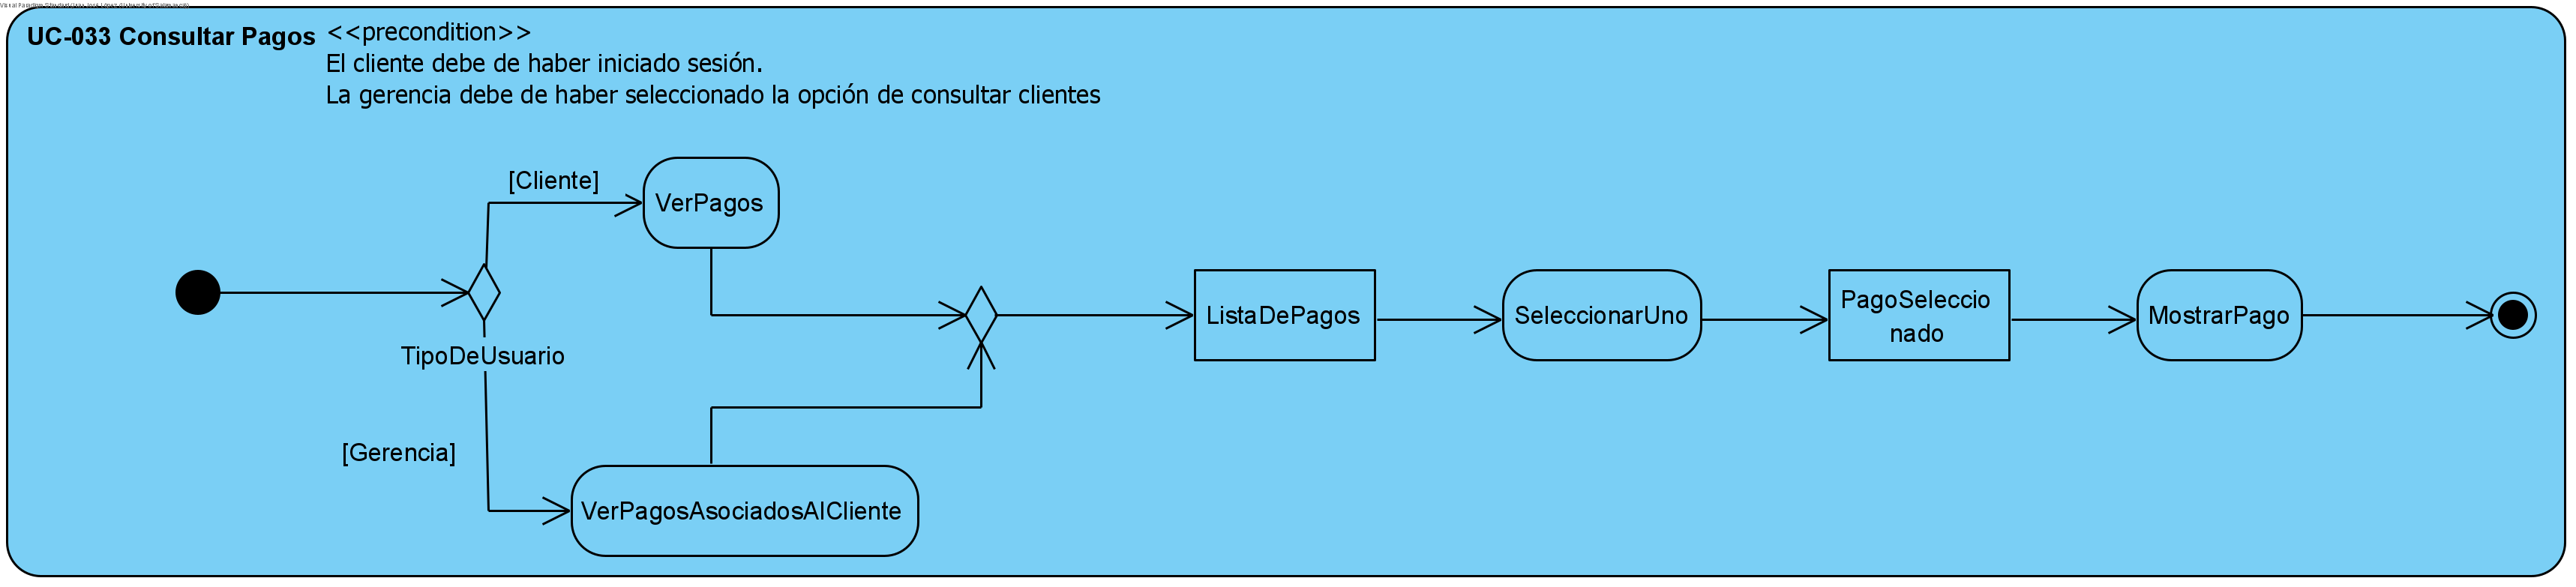 UC-033 Consultar Pagos
<<precondition>>
El cliente debe de haber iniciado sesión.
La gerencia debe de haber seleccionado la opción de consultar clientes
[Cliente]
VerPagos
ListaDePagos
SeleccionarUno
PagoSeleccio
nado
MostrarPago
TipoDeUsuario
[Gerencia]
VerPagosAsociadosAlCliente